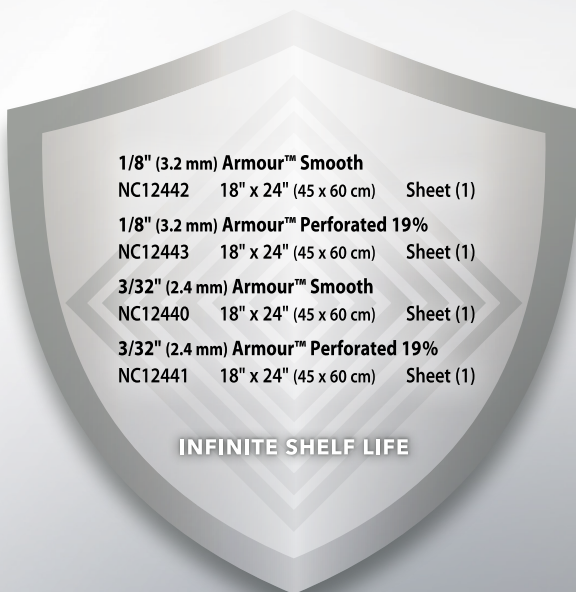 1/8" (3.2 mm) Armour™ Smooth
NC12442 18" x 24" (45 x 60 cm) Sheet (1)
1/8" (3.2 mm) Armour™ Perforated 19%
NC12443 18" x 24" (45 x 60 cm) Sheet (1)
3/32" (2.4 mm) Armour™ Smooth
NC12440 18" x 24" (45 x 60 cm) Sheet (1)
3/32" (2.4 mm) Armour™ Perforated 19%
NC12441 18" x 24" (45 x 60 cm) Sheet (1)
INFINITE SHELF LIFE